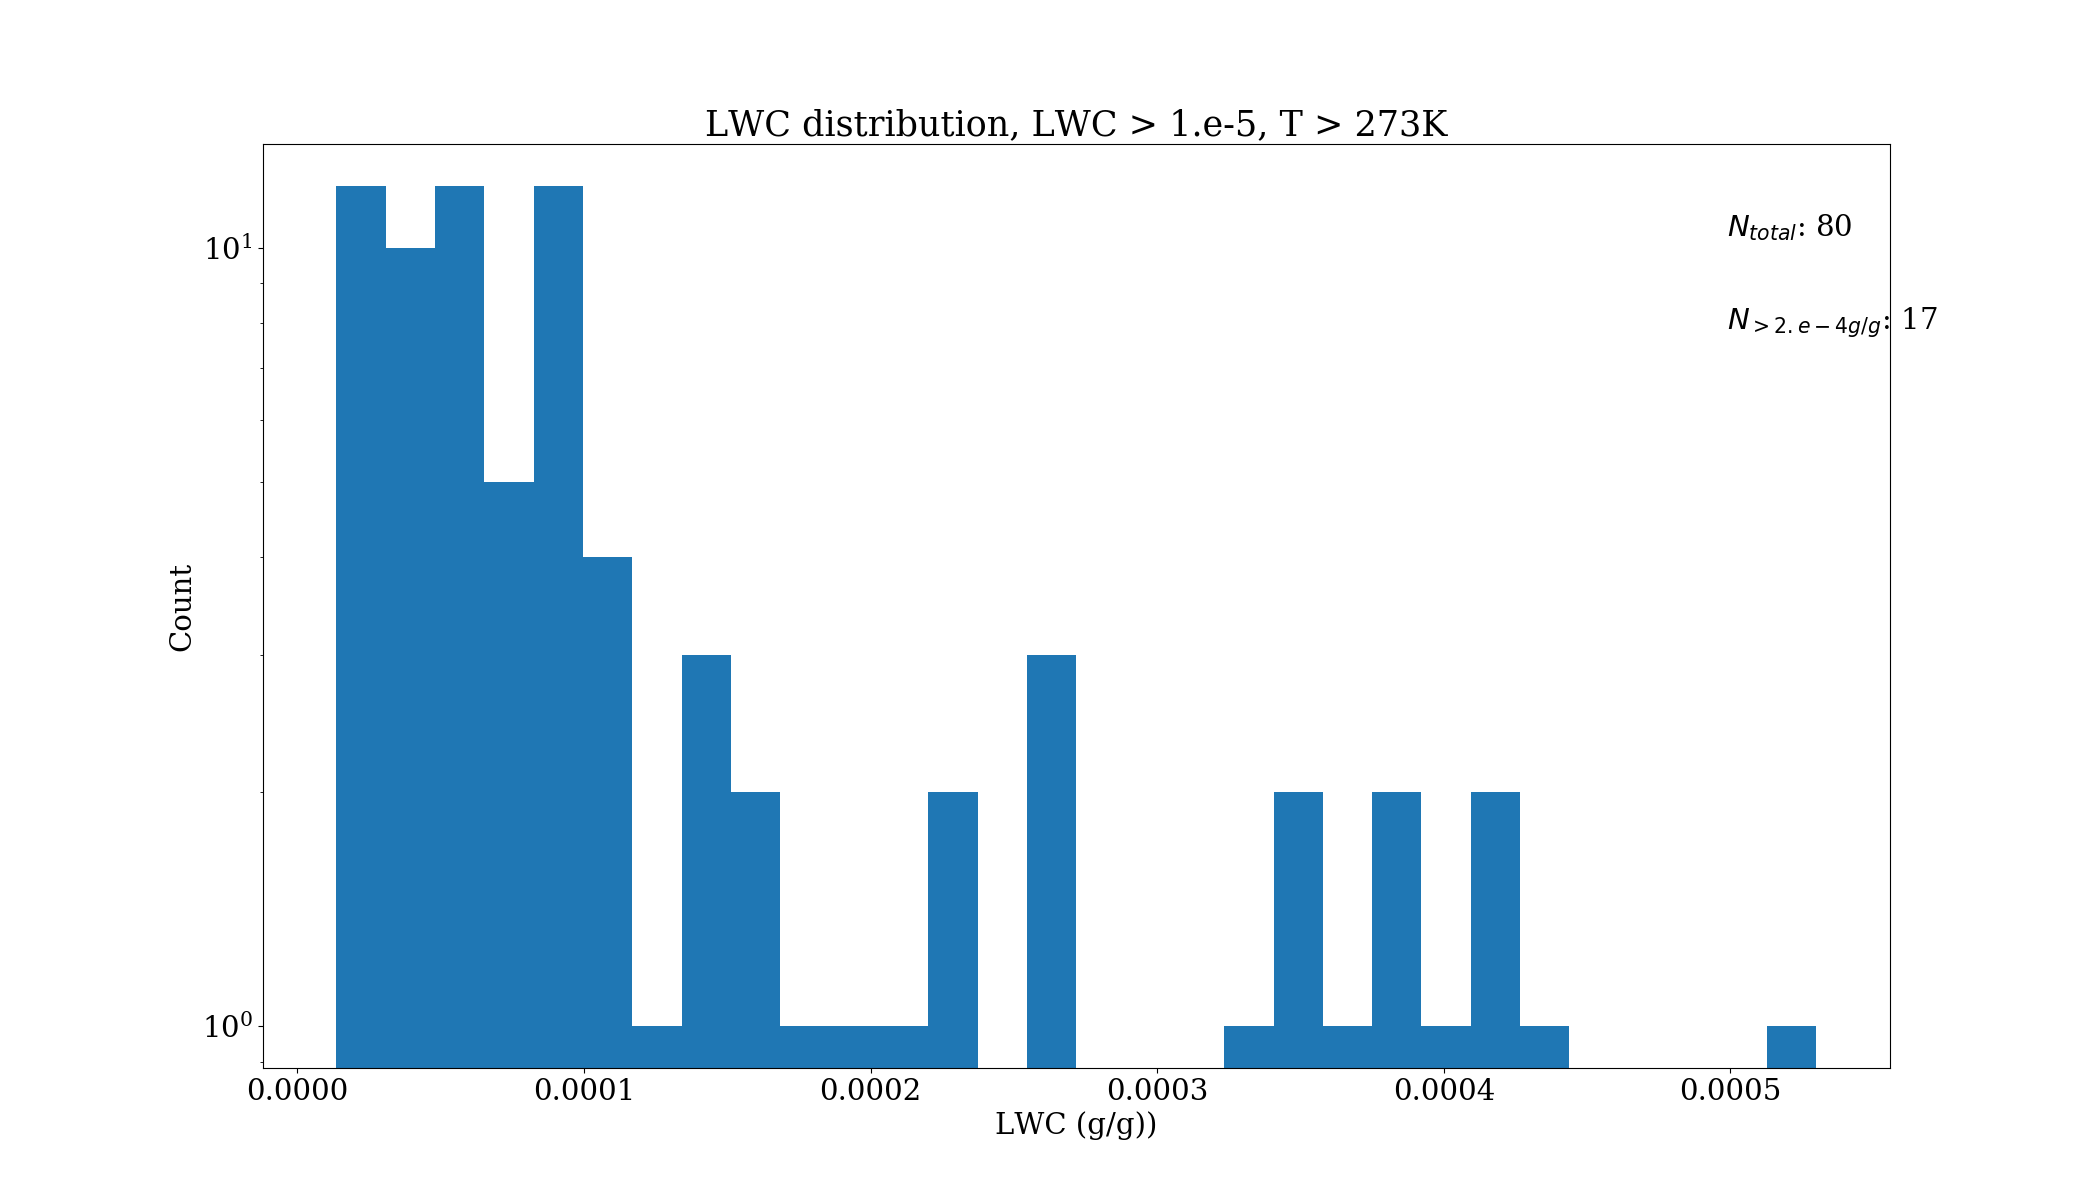 LWC distribution, LWC > 1.e-5, T > 273K
N_total: 80
N_>2.e−4g/g: 17
10^1
10^0
Count
0.0000 0.0001 0.0002 0.0003 0.0004 0.0005
LWC (g/g))